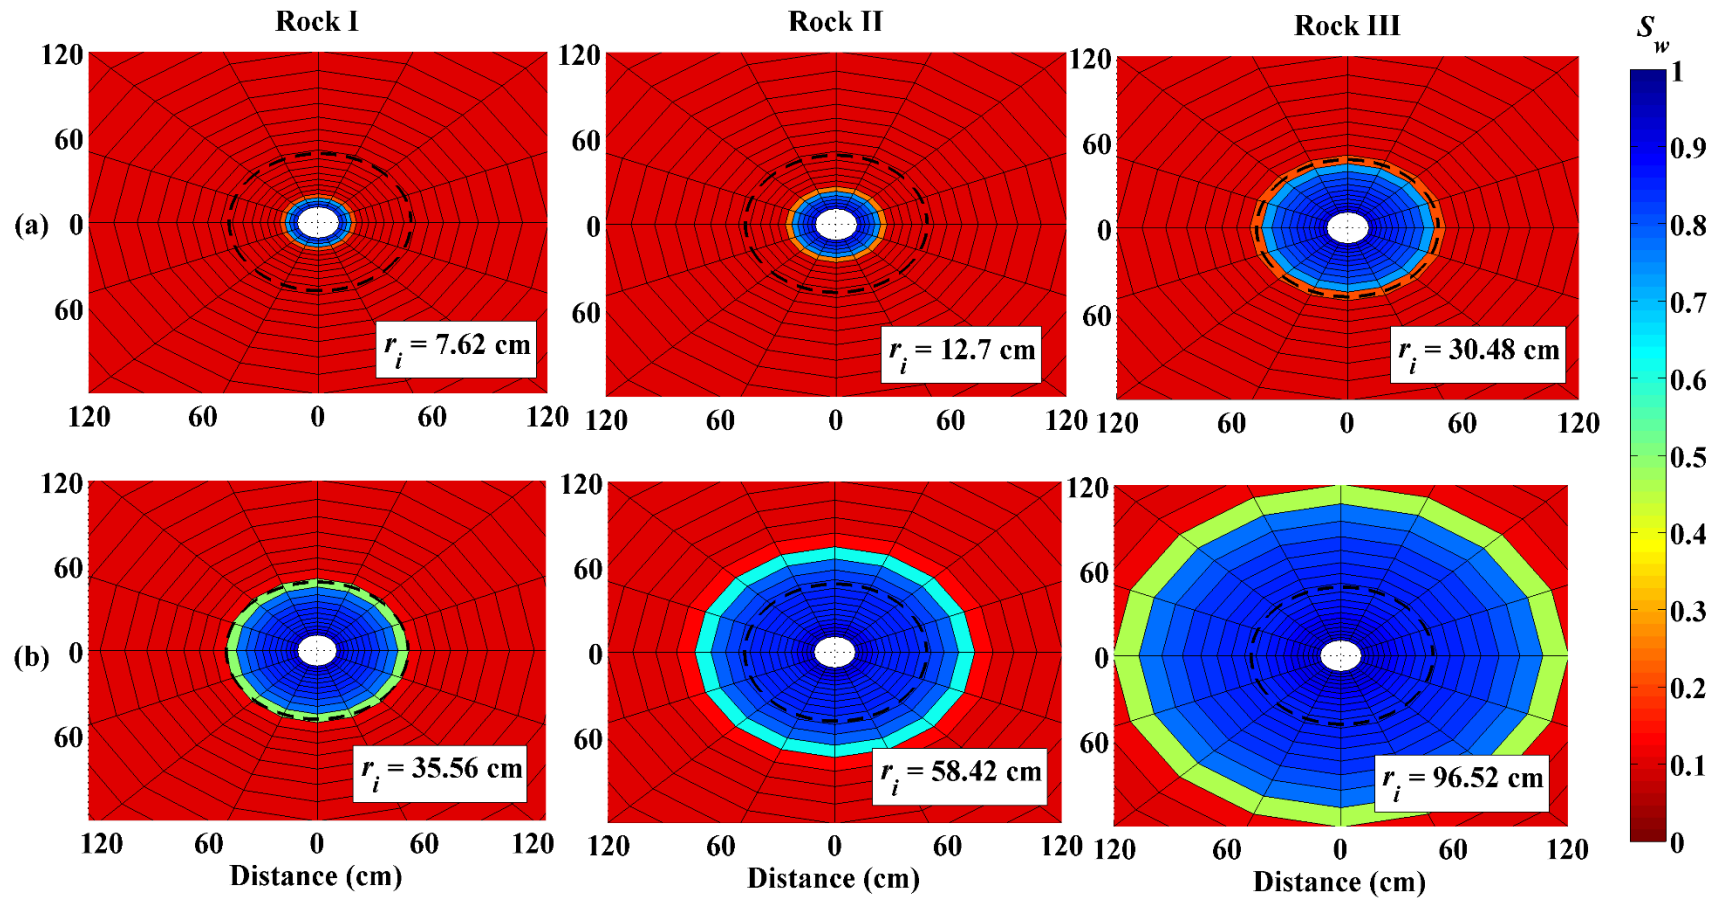 Rock I
Rock II
Rock III
S_w
120
60
0
60
120 60 0 60 120
(a)
r_i = 7.62 cm
120
60
0
60
120 60 0 60 120
r_i = 12.7 cm
120
60
0
60
120 60 0 60 120
r_i = 30.48 cm
120
60
0
60
120 60 0 60 120
(b)
r_i = 35.56 cm
Distance (cm)
120
60
0
60
120 60 0 60 120
r_i = 58.42 cm
Distance (cm)
120
60
0
60
120 60 0 60 120
r_i = 96.52 cm
Distance (cm)
1
0.9
0.8
0.7
0.6
0.5
0.4
0.3
0.2
0.1
0